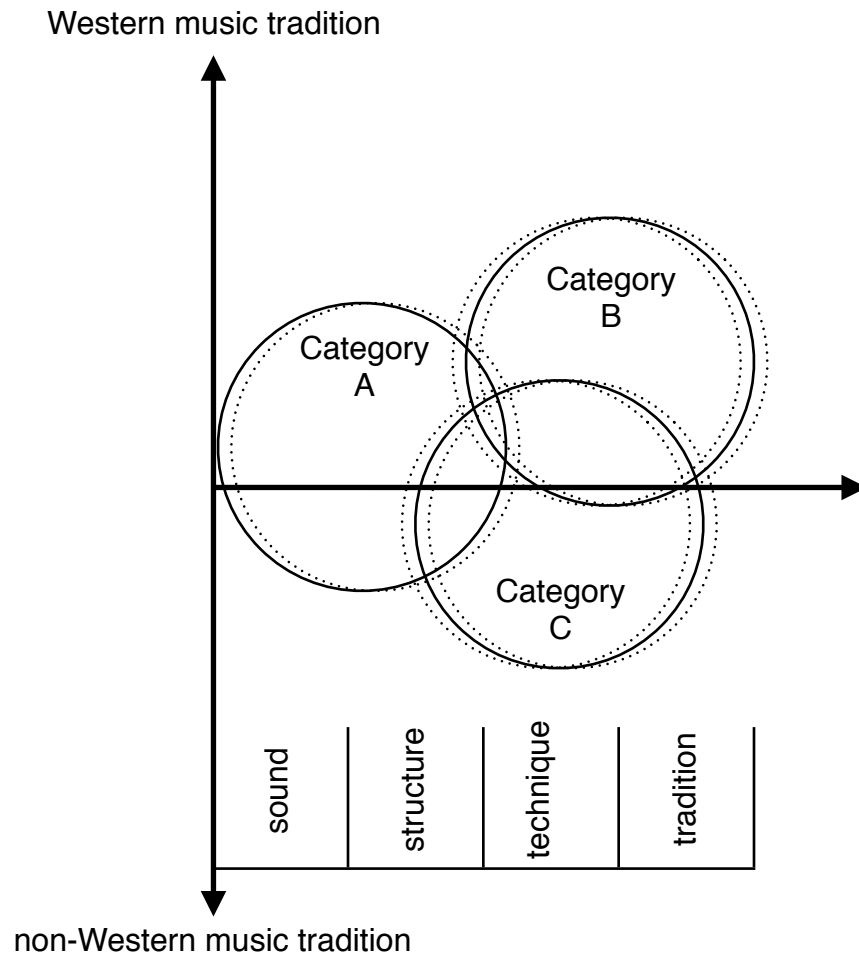 Western music tradition
Category
B
Category
A
Category
C
sound
structure
technique
tradition
non-Western music tradition